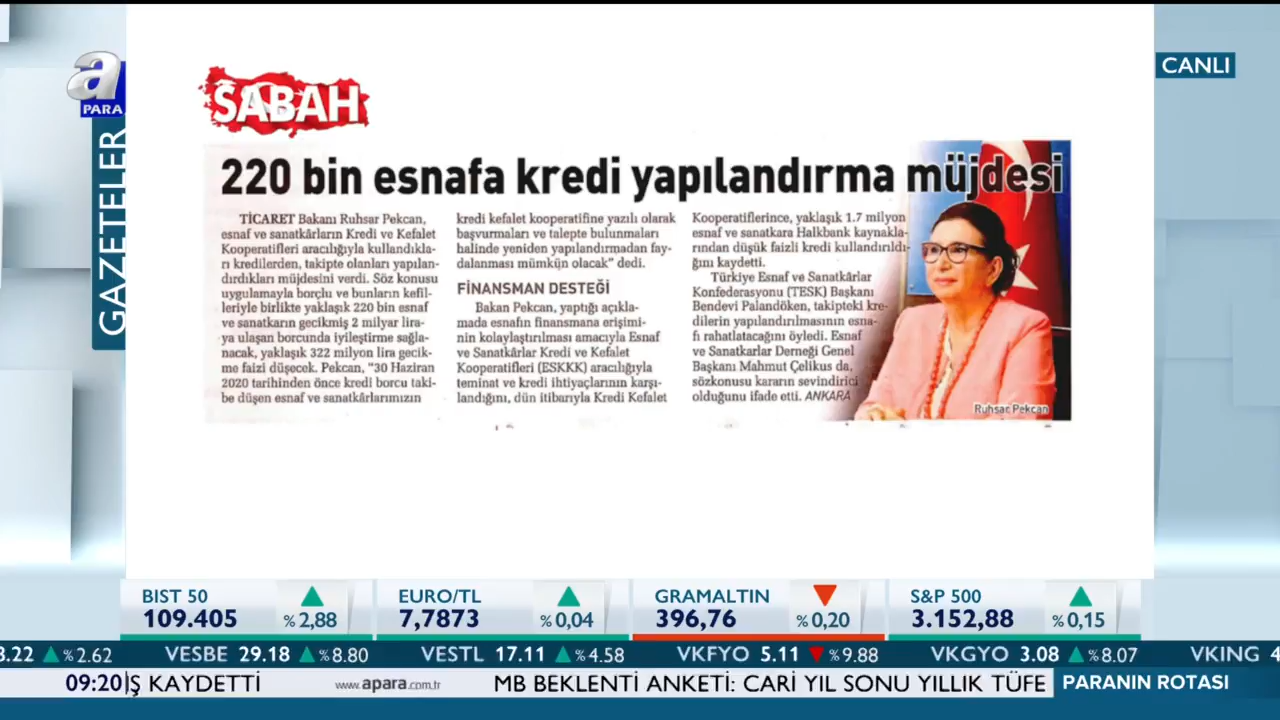 a
PARA
GAZETELER
CANLI
SABAH
220 bin esnafa kredi yapılandırma müjdesi
TİCARET Bakanı Ruhsar Pekcan,
esnaf ve sanatkârların Kredi ve Kefalet
Kooperatifleri aracılığıyla kullandıkla-
rı kredilerden, takipte olanları yapılan-
dırdıkları müjdesini verdi. Söz konusu
uygulamayla borçlu ve bunların kefil-
leriyle birlikte yaklaşık 220 bin esnaf
ve sanatkarın gecikmiş 2 milyar lira-
ya ulaşan borcunda iyileştirme sağla-
nacak, yaklaşık 322 milyon lira gecik-
me faizi düşecek. Pekcan, "30 Haziran
2020 tarihinden önce kredi borcu taki-
be düşen esnaf ve sanatkârlarımızın
kredi kefalet kooperatifine yazılı olarak
başvurmaları ve talepte bulunmaları
halinde yeniden yapılandırmadan fay-
dalanması mümkün olacak" dedi.
FİNANSMAN DESTEĞİ
Bakan Pekcan, yaptığı açıkla-
mada esnafın finansmana erişimi-
nin kolaylaştırılması amacıyla Esnaf
ve Sanatkârlar Kredi ve Kefalet
Kooperatifleri (ESKKK) aracılığıyla
teminat ve kredi ihtiyaçlarının karşı-
landığını, dün itibarıyla Kredi Kefalet
Kooperatiflerince, yaklaşık 1.7 milyon
esnaf ve sanatkara Halkbank kaynakla-
rından düşük faizli kredi kullandırıldı-
ğını kaydetti.
Türkiye Esnaf ve Sanatkârlar
Konfederasyonu (TESK) Başkanı
Bendevi Palandöken, takipteki kre-
dilerin yapılandırılmasının esna-
fı rahatlatacağını öyledi. Esnaf
ve Sanatkarlar Derneği Genel
Başkanı Mahmut Çelikus da,
sözkonusu kararın sevindirici
olduğunu ifade etti. ANKARA
Ruhsar Pekcan
BIST 50 109.405 %2,88
EURO/TL 7,7873 %0,04
GRAMALTIN 396,76 %0,20
S&P 500 3.152,88 %0,15
3.22 %2.62 VESBE 29.18 %8.80 VESTL 17.11 %4.58 VKFYO 5.11 %9.88 VKGYO 3.08 %8.07 VKING 4
09:20 İŞ KAYDETTİ www.apara.com.tr MB BEKLENTİ ANKETİ: CARİ YIL SONU YILLIK TÜFE PARANIN ROTASI